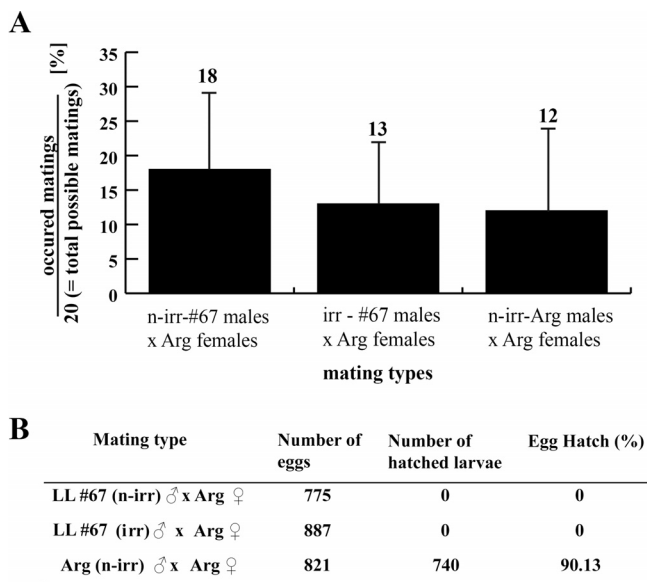 A
occured matings
20 (= total possible matings)
[%]
35
30
25
20
15
10
5
0
18
13
12
n-irr-#67 males
x Arg females
irr - #67 males
x Arg females
n-irr-Arg males
x Arg females
mating types
B
Mating type Number of eggs Number of hatched larvae Egg Hatch (%)
LL #67 (n-irr) ♂ x Arg ♀ 775 0 0
LL #67 (irr) ♂ x Arg ♀ 887 0 0
Arg (n-irr) ♂ x Arg ♀ 821 740 90.13